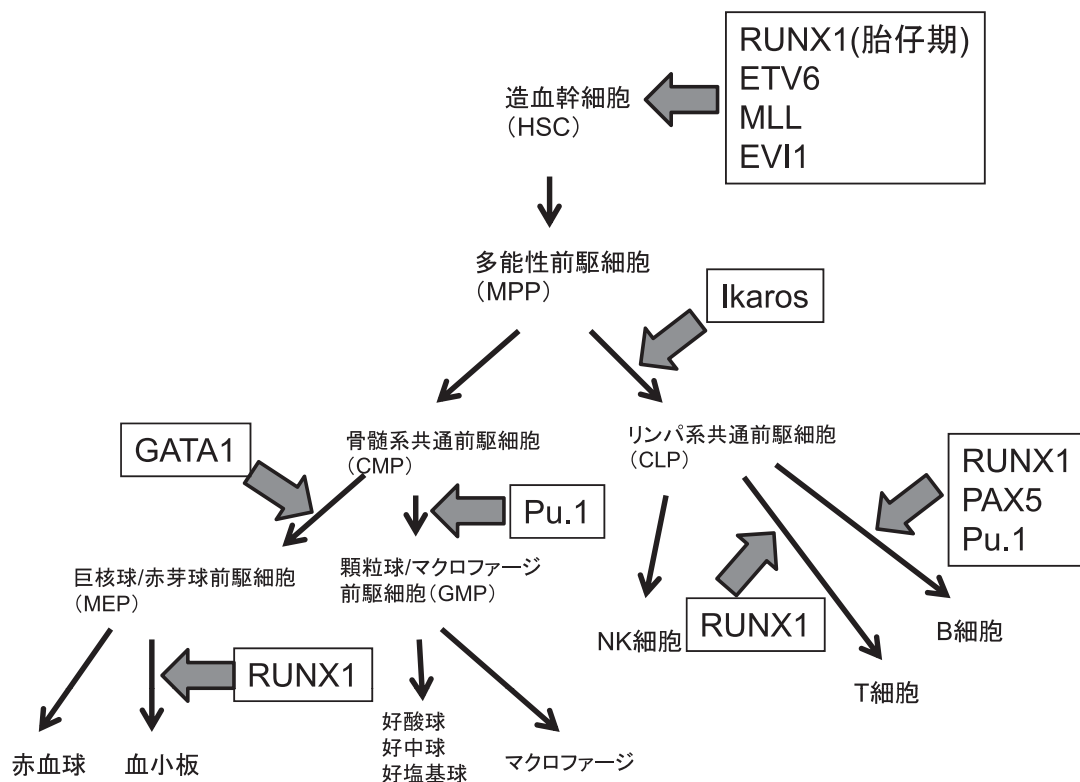 RUNX1(胎仔期)
ETV6
MLL
EVI1
造血幹細胞
(HSC)
多能性前駆細胞
(MPP)
Ikaros
GATA1
骨髄系共通前駆細胞
(CMP)
リンパ系共通前駆細胞
(CLP)
RUNX1
PAX5
Pu.1
Pu.1
巨核球/赤芽球前駆細胞
(MEP)
顆粒球/マクロファージ
前駆細胞(GMP)
NK細胞
RUNX1
B細胞
T細胞
RUNX1
赤血球
血小板
好酸球
好中球
好塩基球
マクロファージ